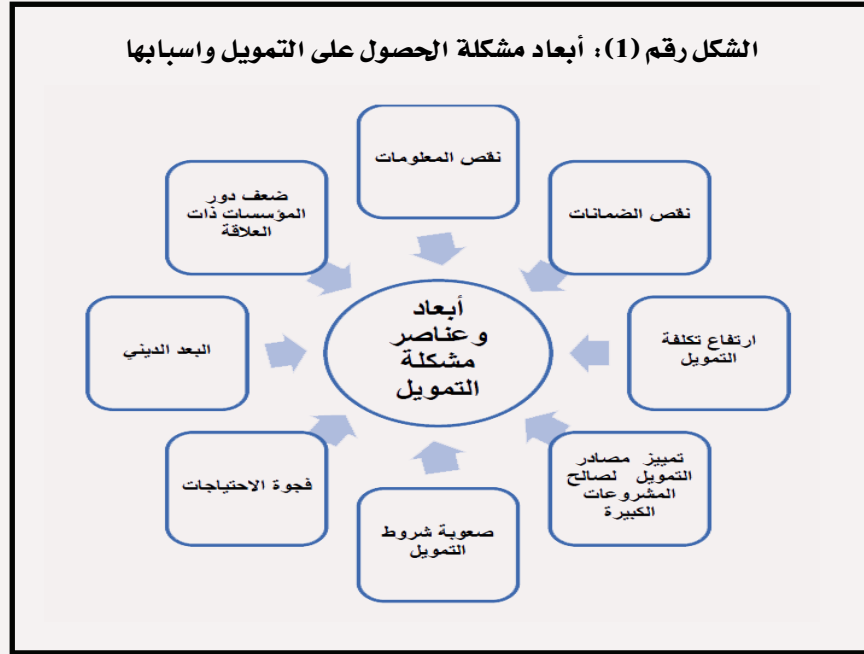 الشكل رقم (1): أبعاد مشكلة الحصول على التمويل واسبابها
نقص المعلومات
نقص الضمانات
ارتفاع تكلفة
التمويل
تمييز مصادر
التمويل لصالح
المشروعات
الكبيرة
صعوبة شروط
التمويل
فجوة الاحتياجات
البعد الديني
ضعف دور
المؤسسات ذات
العلاقة
أبعاد
وعناصر
مشكلة
التمويل